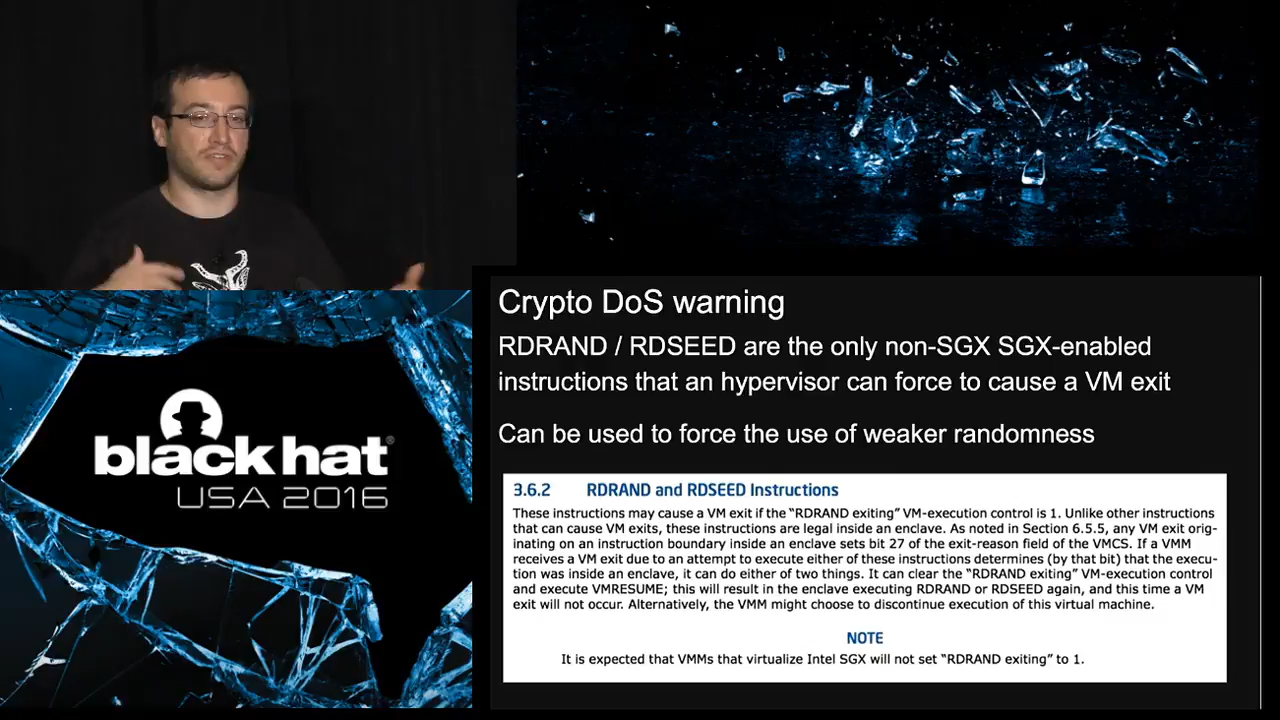 Crypto DoS warning
RDRAND / RDSEED are the only non-SGX SGX-enabled
instructions that an hypervisor can force to cause a VM exit
Can be used to force the use of weaker randomness
3.6.2 RDRAND and RDSEED Instructions
These instructions may cause a VM exit if the “RDRAND exiting” VM-execution control is 1. Unlike other instructions
that can cause VM exits, these instructions are legal inside an enclave. As noted in Section 6.5.5, any VM exit orig-
inating on an instruction boundary inside an enclave sets bit 27 of the exit-reason field of the VMCS. If a VMM
receives a VM exit due to an attempt to execute either of these instructions determines (by that bit) that the execu-
tion was inside an enclave, it can do either of two things. It can clear the “RDRAND exiting” VM-execution control
and execute VMRESUME; this will result in the enclave executing RDRAND or RDSEED again, and this time a VM
exit will not occur. Alternatively, the VMM might choose to discontinue execution of this virtual machine.
NOTE
It is expected that VMMs that virtualize Intel SGX will not set “RDRAND exiting” to 1.
black hat®
USA 2016